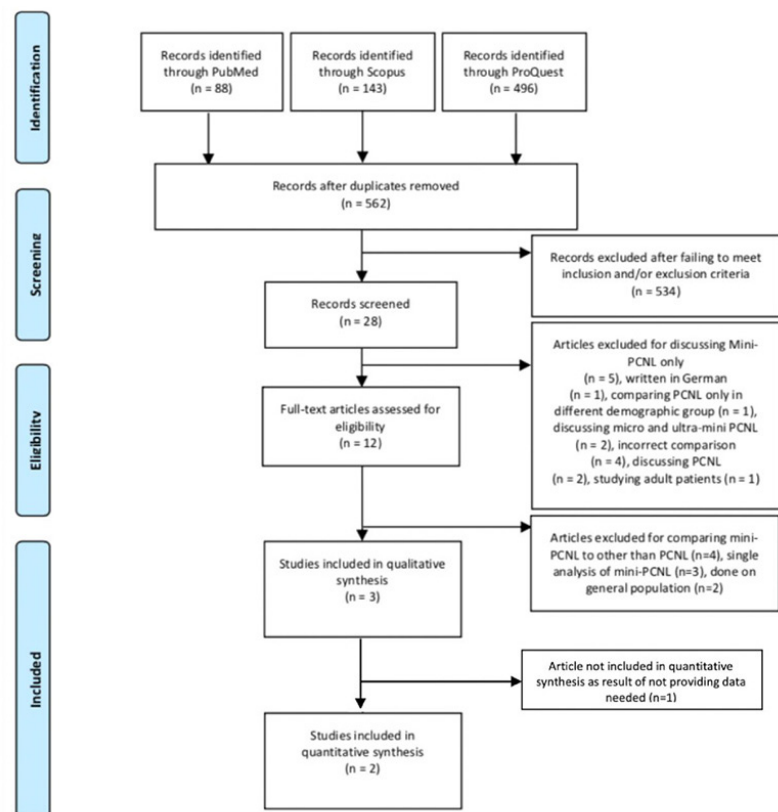 Identification
Records identified
through PubMed
(n = 88)
Records identified
through Scopus
(n = 143)
Records identified
through ProQuest
(n = 496)
Records after duplicates removed
(n = 562)
Screening
Records excluded after failing to meet
inclusion and/or exclusion criteria
(n = 534)
Records screened
(n = 28)
Eligibility
Articles excluded for discussing Mini-
PCNL only
(n = 5), written in German
(n = 1), comparing PCNL only in
different demographic group (n = 1),
discussing micro and ultra-mini PCNL
(n = 2), incorrect comparison
(n = 4), discussing PCNL
(n = 2), studying adult patients (n = 1)
Full-text articles assessed for
eligibility
(n = 12)
Articles excluded for comparing mini-
PCNL to other than PCNL (n=4), single
analysis of mini-PCNL (n=3), done on
general population (n=2)
Included
Studies included in qualitative
synthesis
(n = 3)
Article not included in quantitative
synthesis as result of not providing data
needed (n=1)
Studies included in
quantitative synthesis
(n = 2)